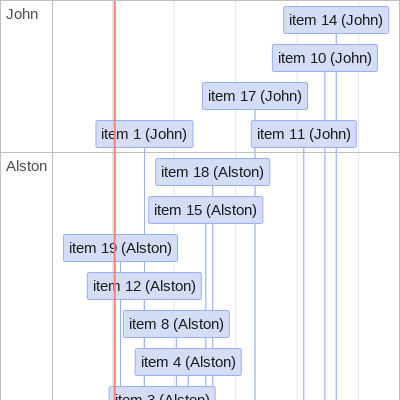 John
item 14 (John)
item 10 (John)
item 17 (John)
item 1 (John)
item 11 (John)
Alston
item 18 (Alston)
item 15 (Alston)
item 19 (Alston)
item 12 (Alston)
item 8 (Alston)
item 4 (Alston)
item 3 (Alston)